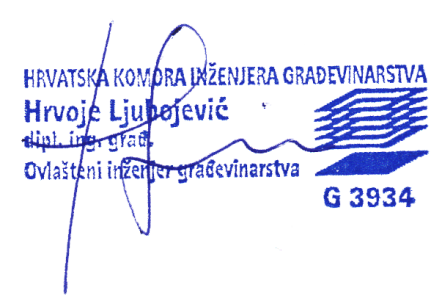 HRVATSKA KOMORA INŽENJERA GRAĐEVINARSTVA
Hrvoje Ljubojević
dipl. ing. građ.
Ovlašteni inženjer građevinarstva
G 3934